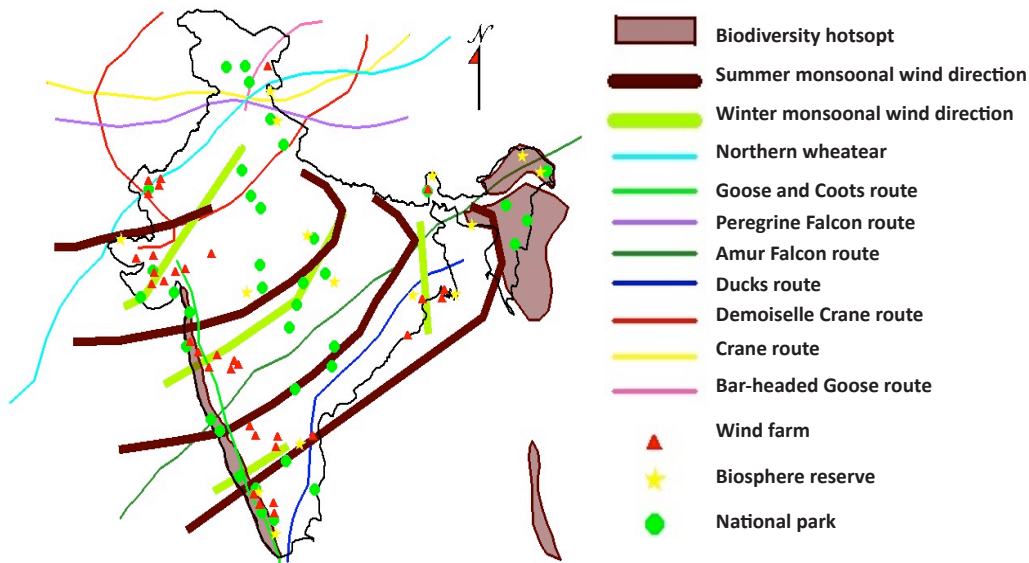 N
Biodiversity hotsopt
Summer monsoonal wind direction
Winter monsoonal wind direction
Northern wheatear
Goose and Coots route
Peregrine Falcon route
Amur Falcon route
Ducks route
Demoiselle Crane route
Crane route
Bar-headed Goose route
Wind farm
Biosphere reserve
National park